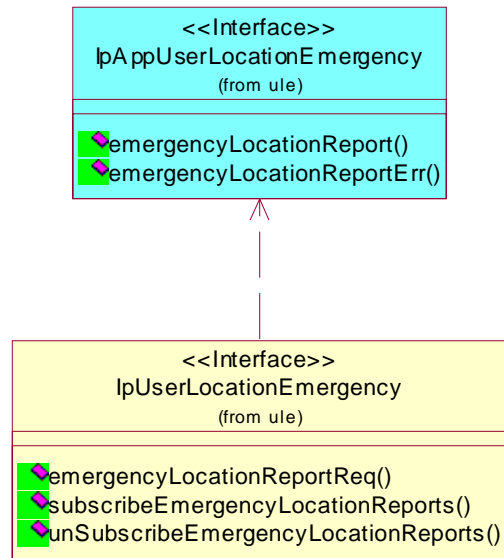 <<Interface>>
IpAppUserLocationEmergency
(from ule)
emergencyLocationReport()
emergencyLocationReportErr()
<<Interface>>
IpUserLocationEmergency
(from ule)
emergencyLocationReportReq()
subscribeEmergencyLocationReports()
unSubscribeEmergencyLocationReports()